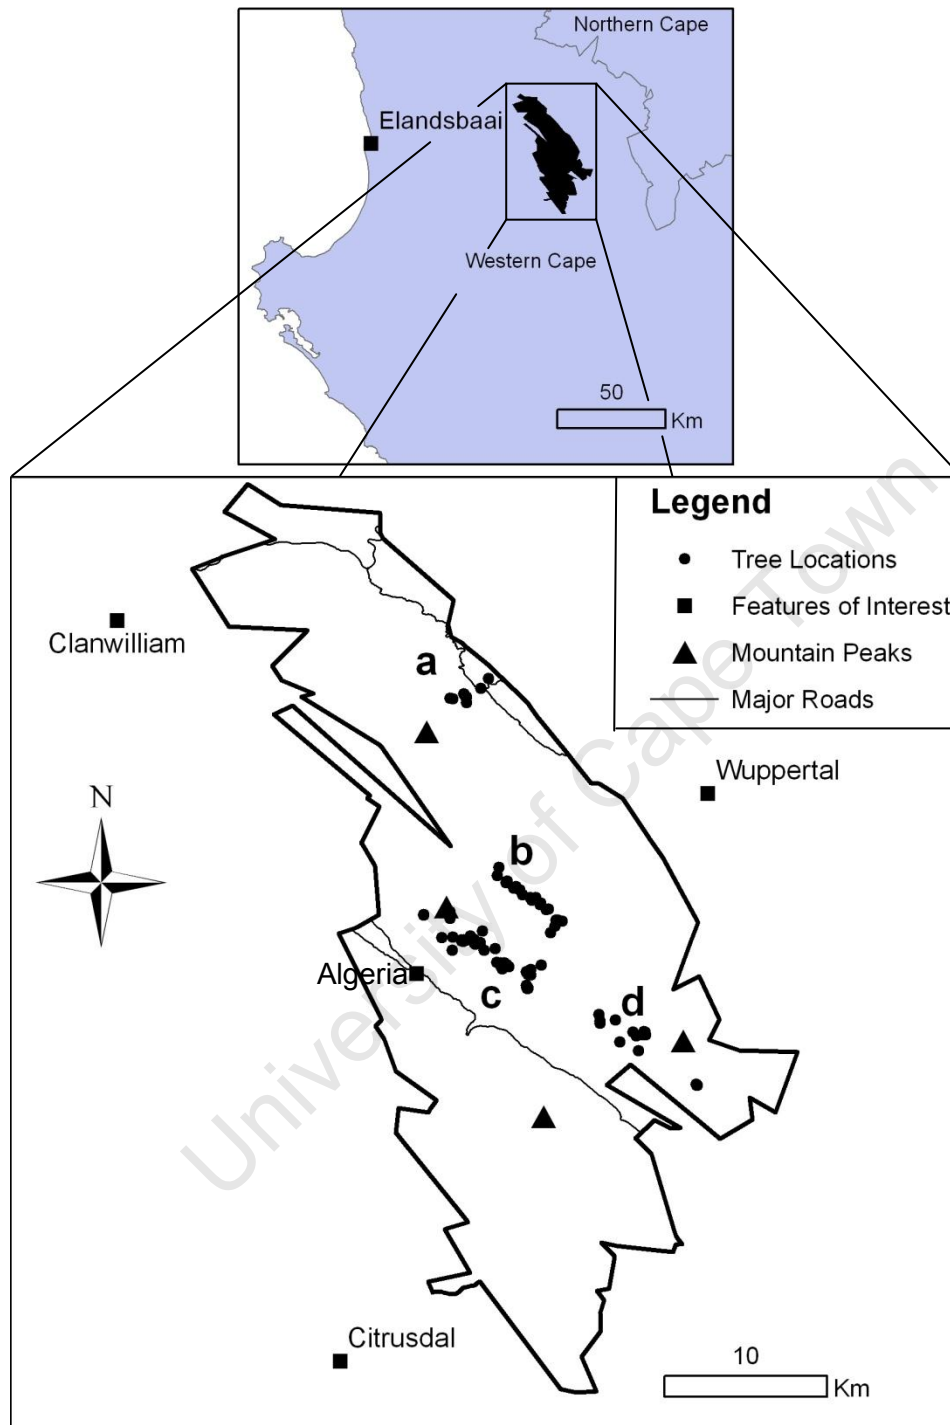 Northern Cape
Elandsbaai
Western Cape
50
Km
Legend
Tree Locations
Features of Interest
Mountain Peaks
Major Roads
Clanwilliam
a
Wuppertal
N
b
Algeria
c
d
Citrusdal
10
Km
University of Cape Town